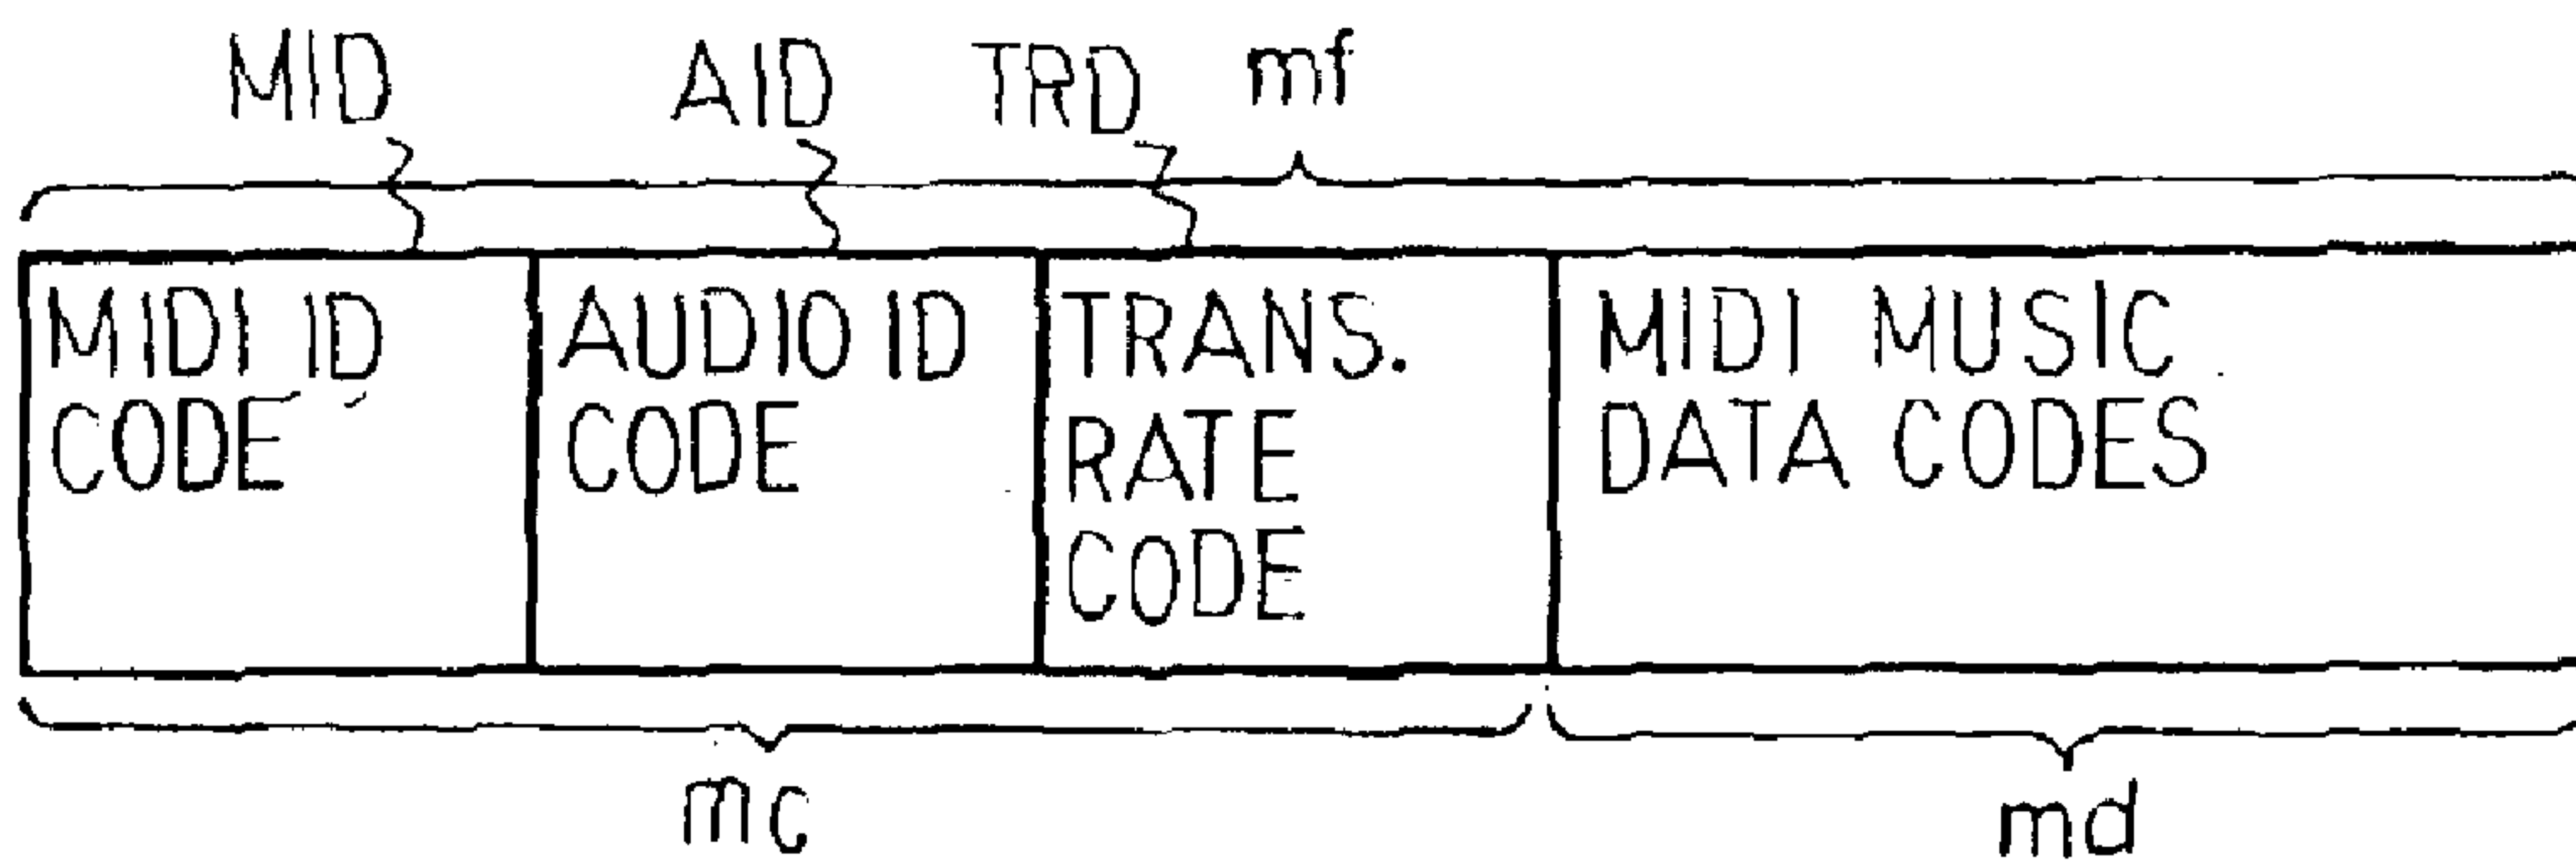 MID AID TRD mf
MIDI ID CODE
AUDIO ID CODE
TRANS. RATE CODE
MIDI MUSIC DATA CODES
mc md